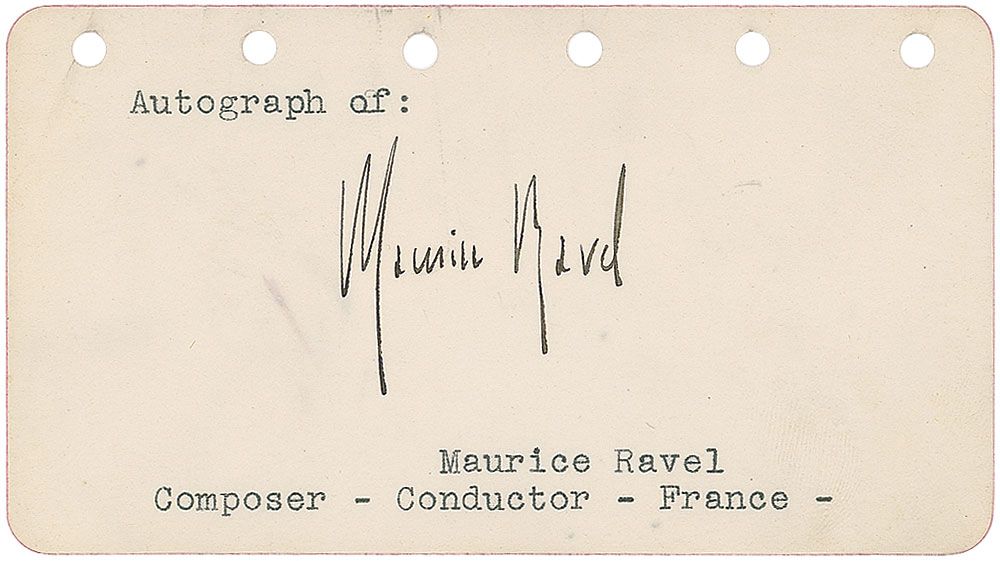 Autograph of:
Maurice Ravel
Maurice Ravel
Composer - Conductor - France -